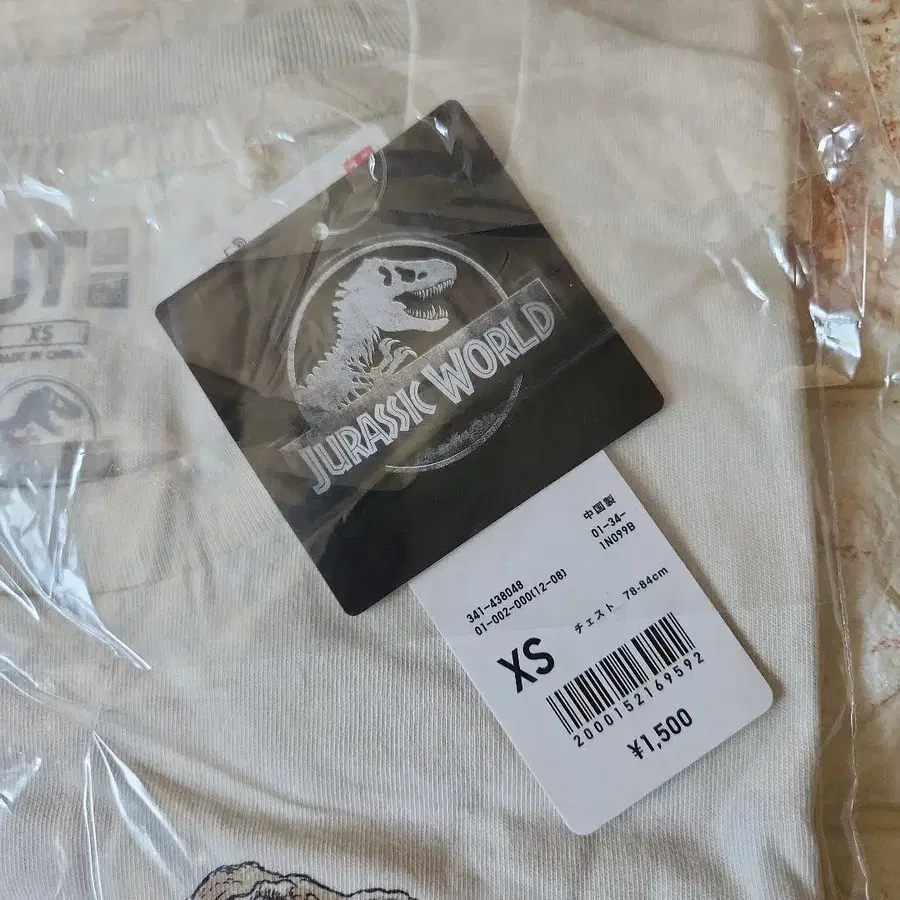 JURASSIC WORLD
UT
XS
MADE IN CHINA
中国製
01-34-
1N099B
341-438048
01-002-000(12-08)
チェスト 78-84cm
XS
2000152169592
¥1,500